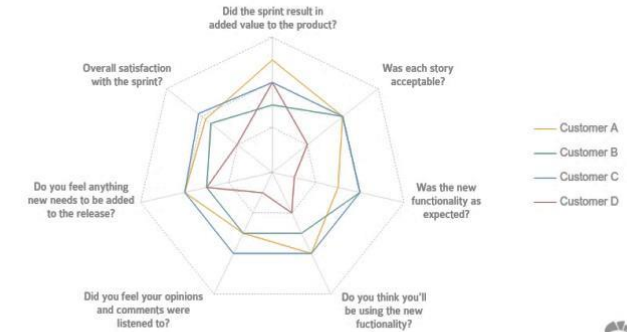 Did the sprint result in
added value to the product?
Overall satisfaction
with the sprint?
Was each story
acceptable?
Customer A
Customer B
Customer C
Customer D
Do you feel anything
new needs to be added
to the release?
Was the new
functionality as
expected?
Did you feel your opinions
and comments were
listened to?
Do you think you'll
be using the new
fuctionality?